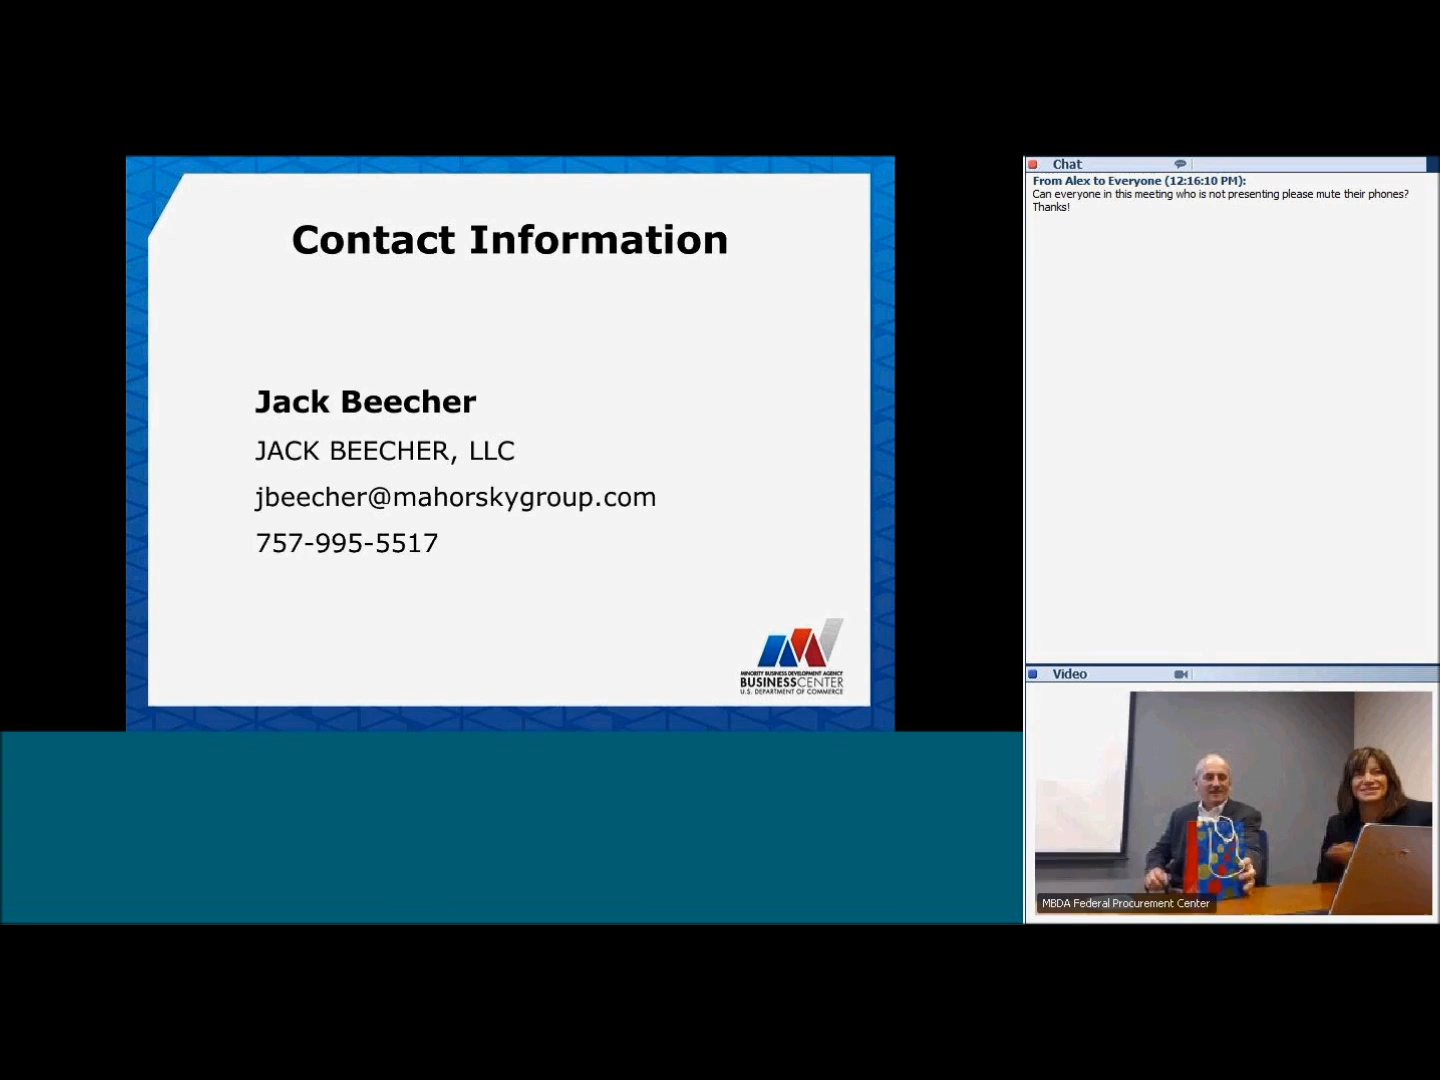 Contact Information
Jack Beecher
JACK BEECHER, LLC
jbeecher@mahorskygroup.com
757-995-5517
MINORITY BUSINESS DEVELOPMENT AGENCY
BUSINESSCENTER
U.S. DEPARTMENT OF COMMERCE
Chat
From Alex to Everyone (12:16:10 PM):
Can everyone in this meeting who is not presenting please mute their phones?
Thanks!
Video
MBDA Federal Procurement Center